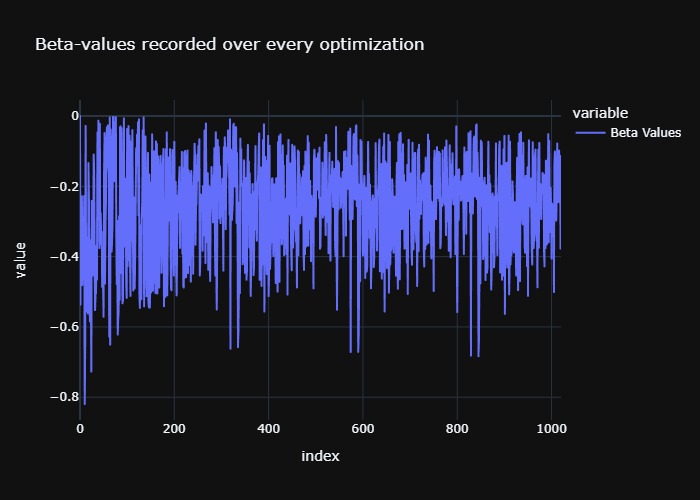 Beta-values recorded over every optimization
variable
Beta Values
value
0
−0.2
−0.4
−0.6
−0.8
0
200
400
600
800
1000
index